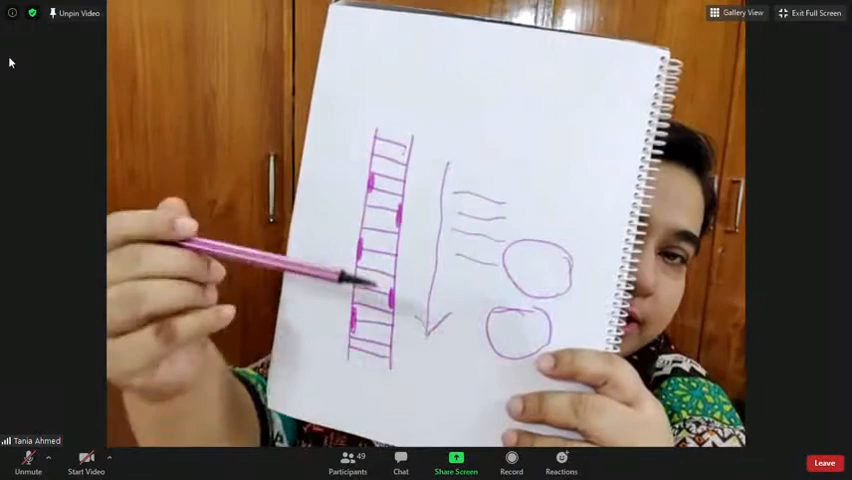 Unpin Video
Gallery View
Exit Full Screen
Tania Ahmed
Unmute
Start Video
49
Participants
Chat
Share Screen
Record
Reactions
Leave